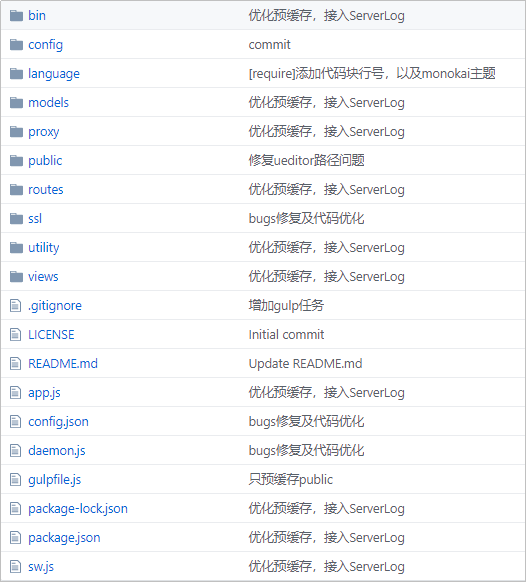 bin 优化预缓存，接入ServerLog
config commit
language [require]添加代码块行号，以及monokai主题
models 优化预缓存，接入ServerLog
proxy 优化预缓存，接入ServerLog
public 修复ueditor路径问题
routes 优化预缓存，接入ServerLog
ssl bugs修复及代码优化
utility 优化预缓存，接入ServerLog
views 优化预缓存，接入ServerLog
.gitignore 增加gulp任务
LICENSE Initial commit
README.md Update README.md
app.js 优化预缓存，接入ServerLog
config.json bugs修复及代码优化
daemon.js bugs修复及代码优化
gulpfile.js 只预缓存public
package-lock.json 优化预缓存，接入ServerLog
package.json 优化预缓存，接入ServerLog
sw.js 优化预缓存，接入ServerLog